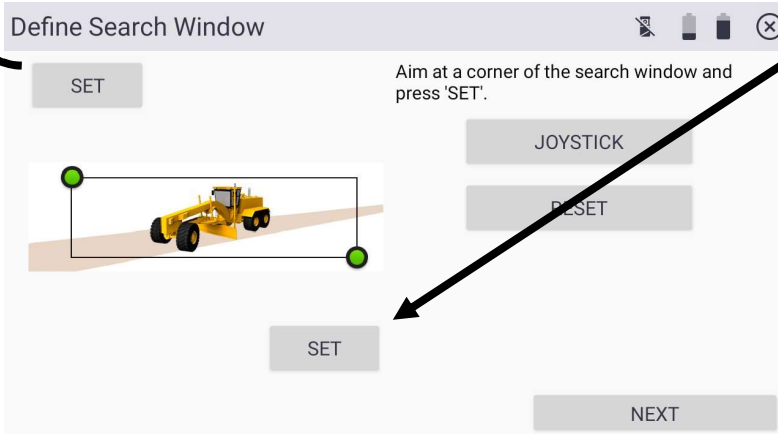 Define Search Window
SET
Aim at a corner of the search window and
press 'SET'.
JOYSTICK
RESET
SET
NEXT